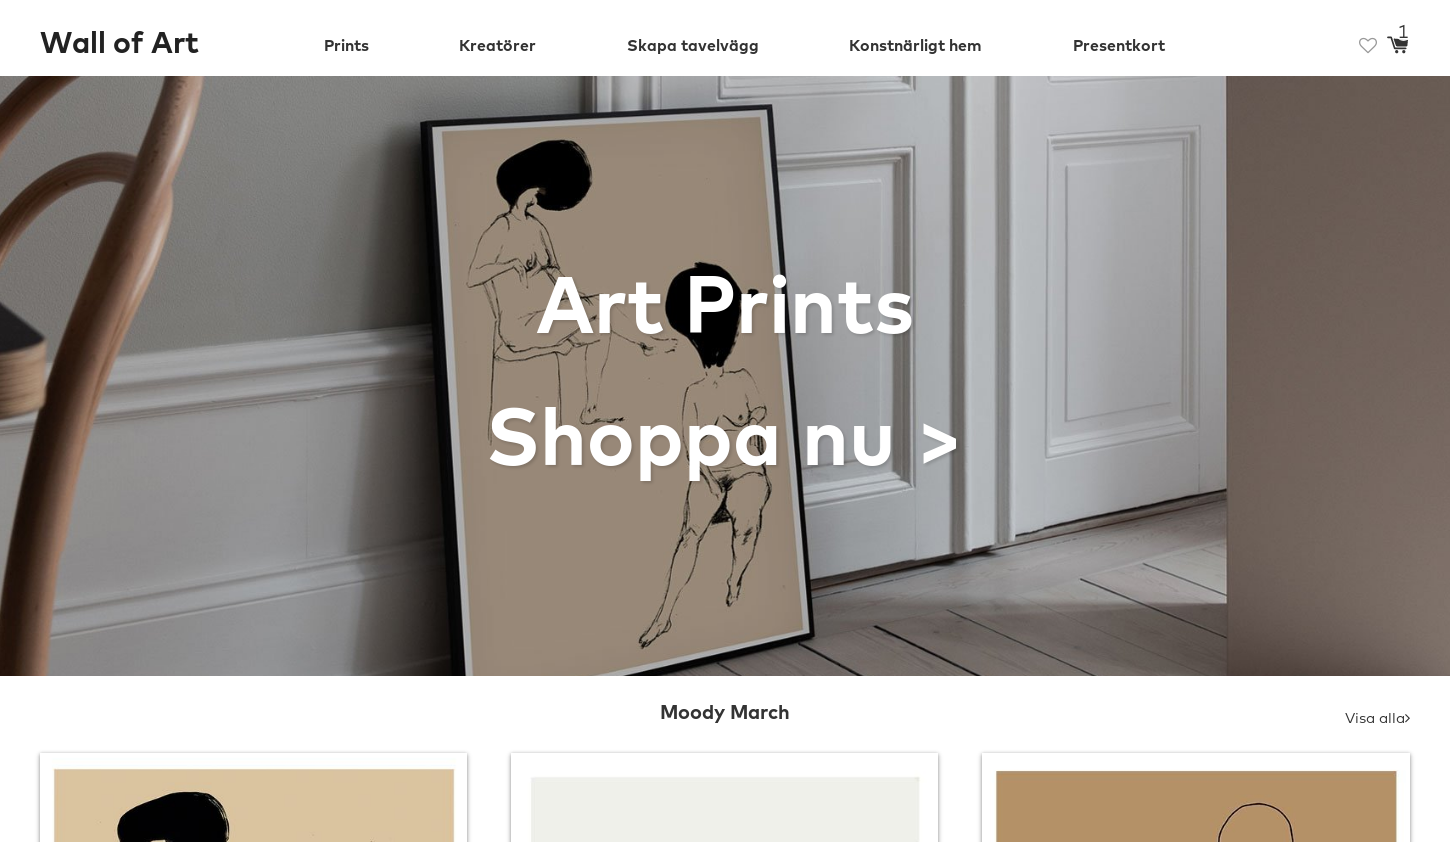 Wall of Art
Prints
Kreatörer
Skapa tavelvägg
Konstnärligt hem
Presentkort
1
Art Prints
Shoppa nu >
Moody March
Visa alla>